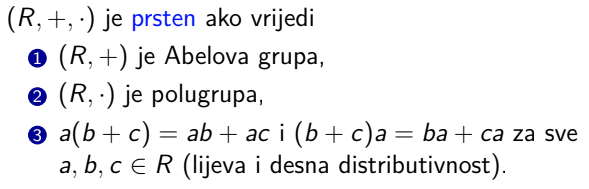 (R, +, ·) je prsten ako vrijedi
1 (R, +) je Abelova grupa,
2 (R, ·) je polugrupa,
3 a(b + c) = ab + ac i (b + c)a = ba + ca za sve
a, b, c ∈ R (lijeva i desna distributivnost).